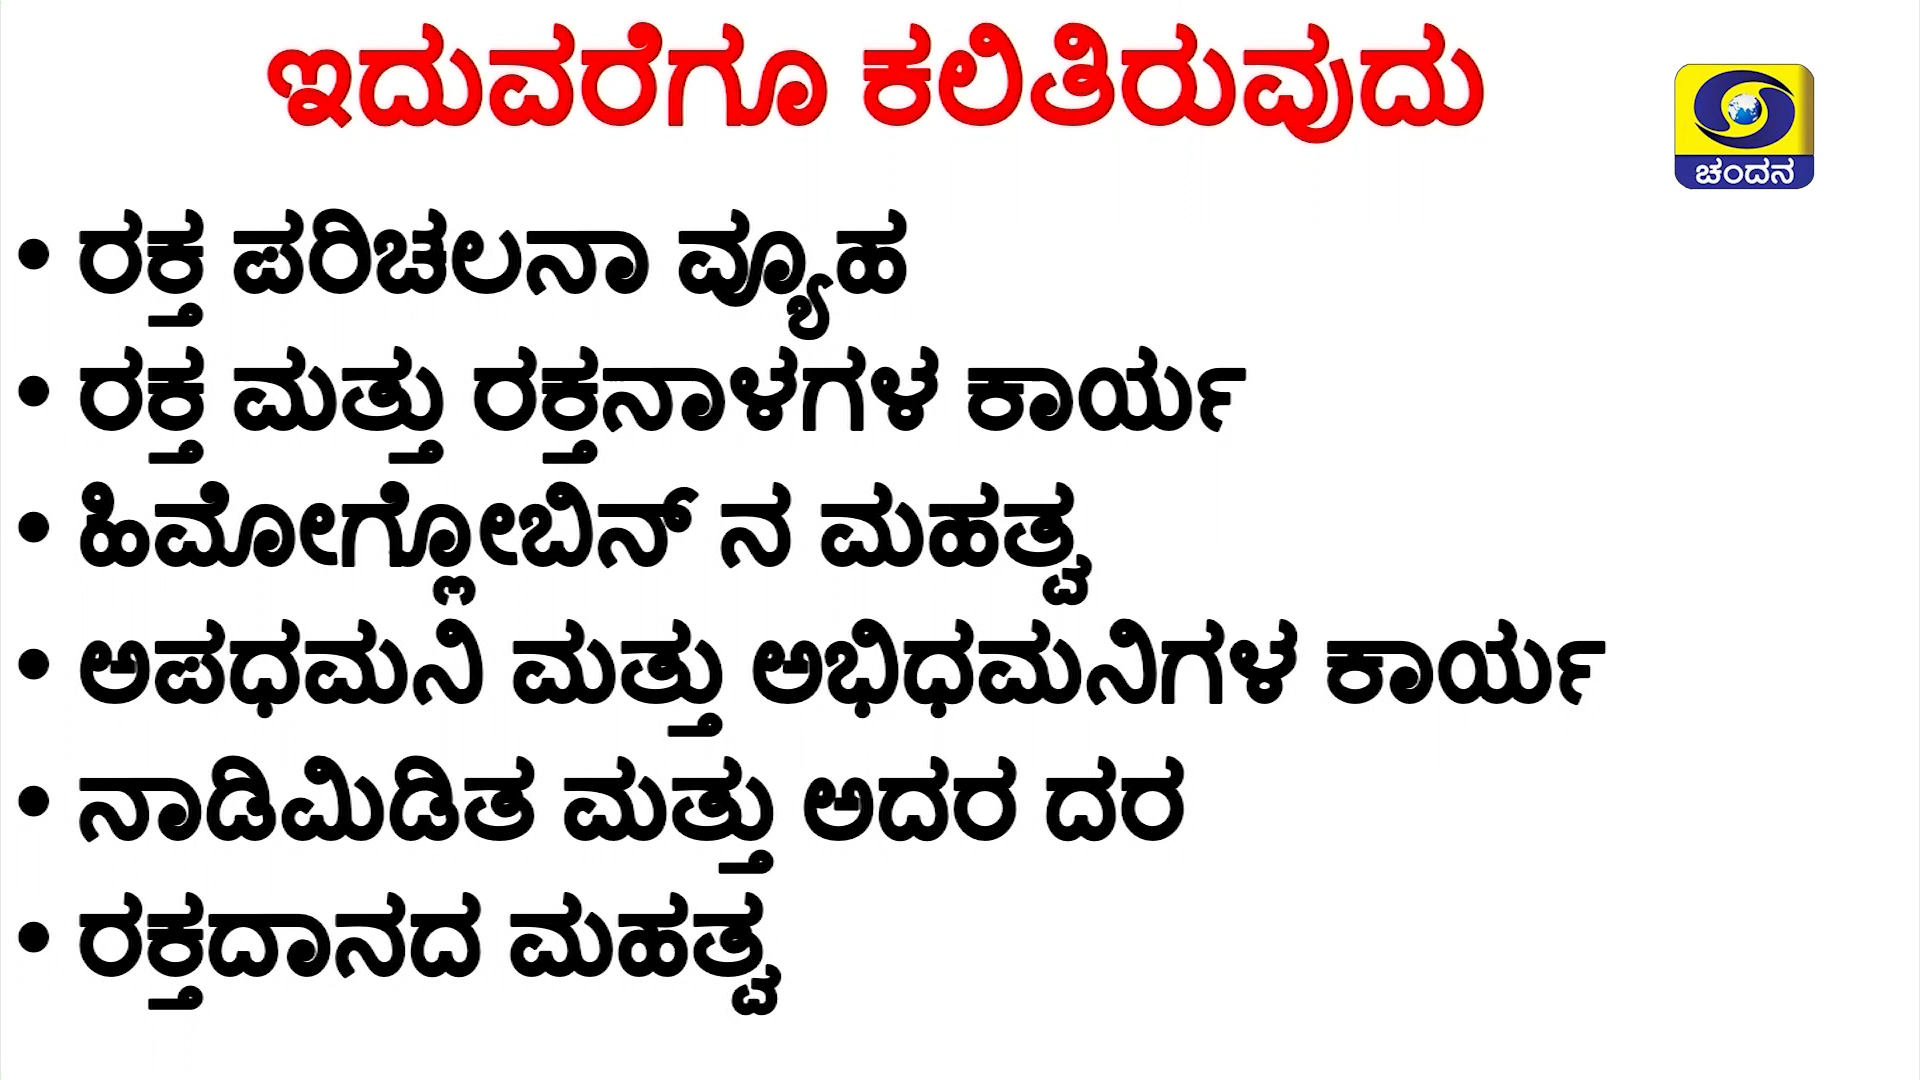 ಇದುವರೆಗೂ ಕಲಿತಿರುವುದು
ಚಂದನ
• ರಕ್ತ ಪರಿಚಲನಾ ವ್ಯೂಹ
• ರಕ್ತ ಮತ್ತು ರಕ್ತನಾಳಗಳ ಕಾರ್ಯ
• ಹಿಮೋಗ್ಲೋಬಿನ್ ನ ಮಹತ್ವ
• ಅಪಧಮನಿ ಮತ್ತು ಅಭಿಧಮನಿಗಳ ಕಾರ್ಯ
• ನಾಡಿಮಿಡಿತ ಮತ್ತು ಅದರ ದರ
• ರಕ್ತದಾನದ ಮಹತ್ವ